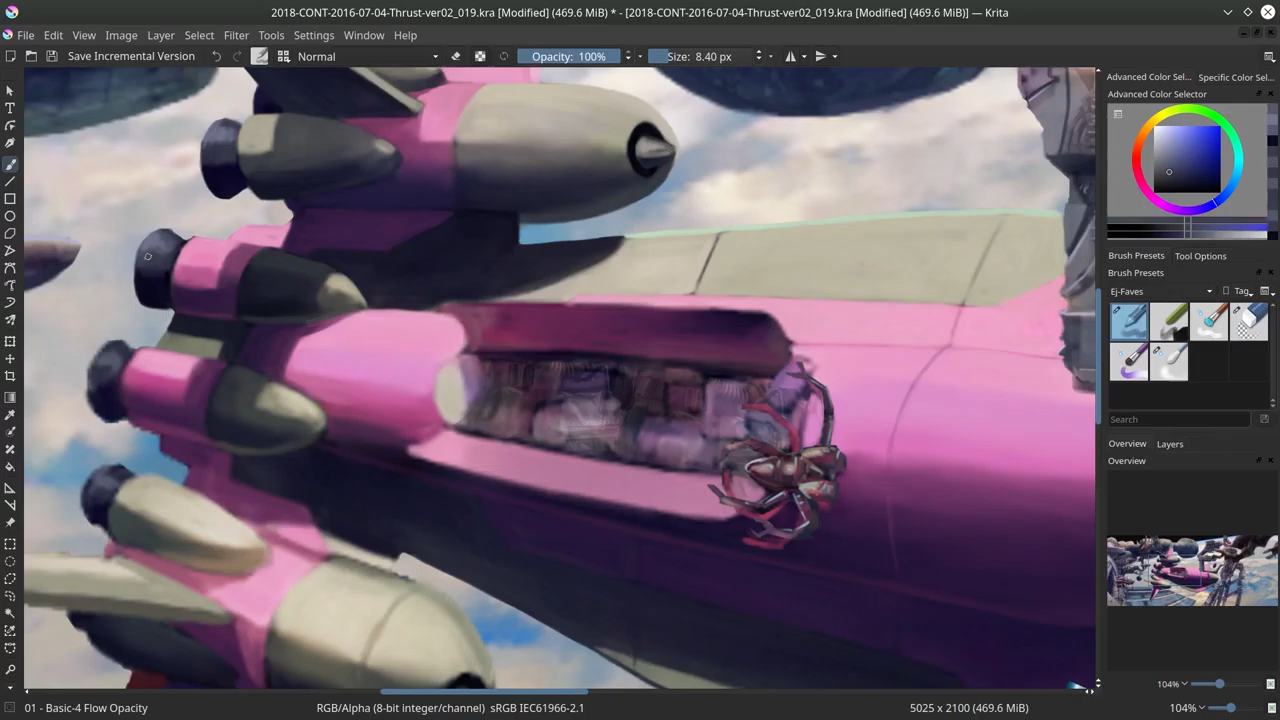 2018-CONT-2016-07-04-Thrust-ver02_019.kra [Modified] (469.6 MiB) * - [2018-CONT-2016-07-04-Thrust-ver02_019.kra [Modified] (469.6 MiB)] — Krita
File Edit View Image Layer Select Filter Tools Settings Window Help
Save Incremental Version Normal Opacity: 100% Size: 8.40 px
Advanced Color Sel... Specific Color Se...
Advanced Color Selector
Brush Presets Tool Options
Brush Presets
Ej-Faves Tag
Search
Overview Layers
Overview
104%
01 - Basic-4 Flow Opacity RGB/Alpha (8-bit integer/channel) sRGB IEC61966-2.1 5025 x 2100 (469.6 MiB) 104%